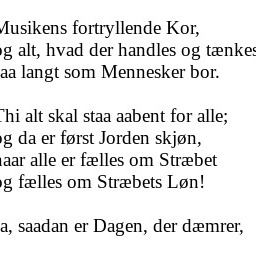 Musikens fortryllende Kor,
og alt, hvad der handles og tænkes
saa langt som Mennesker bor.
Thi alt skal staa aabent for alle;
og da er først Jorden skjøn,
naar alle er fælles om Stræbet
og fælles om Stræbets Løn!
Ja, saadan er Dagen, der dæmrer,